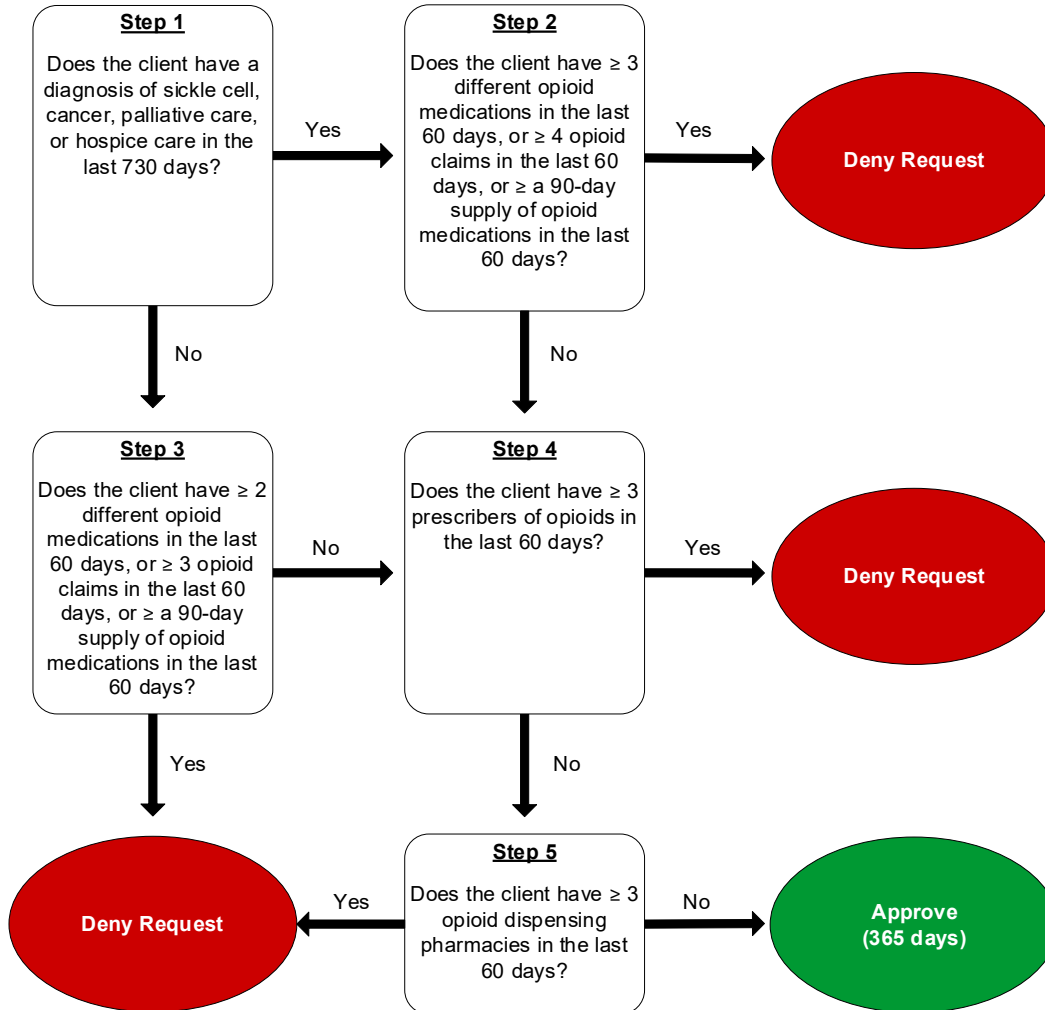 Step 1
Does the client have a
diagnosis of sickle cell,
cancer, palliative care,
or hospice care in the
last 730 days?
Yes
Step 2
Does the client have ≥ 3
different opioid
medications in the last
60 days, or ≥ 4 opioid
claims in the last 60
days, or ≥ a 90-day
supply of opioid
medications in the last
60 days?
Yes
Deny Request
No
No
Step 3
Does the client have ≥ 2
different opioid
medications in the last
60 days, or ≥ 3 opioid
claims in the last 60
days, or ≥ a 90-day
supply of opioid
medications in the last
60 days?
No
Step 4
Does the client have ≥ 3
prescribers of opioids in
the last 60 days?
Yes
Deny Request
Yes
No
Deny Request
Yes
Step 5
Does the client have ≥ 3
opioid dispensing
pharmacies in the last
60 days?
No
Approve
(365 days)